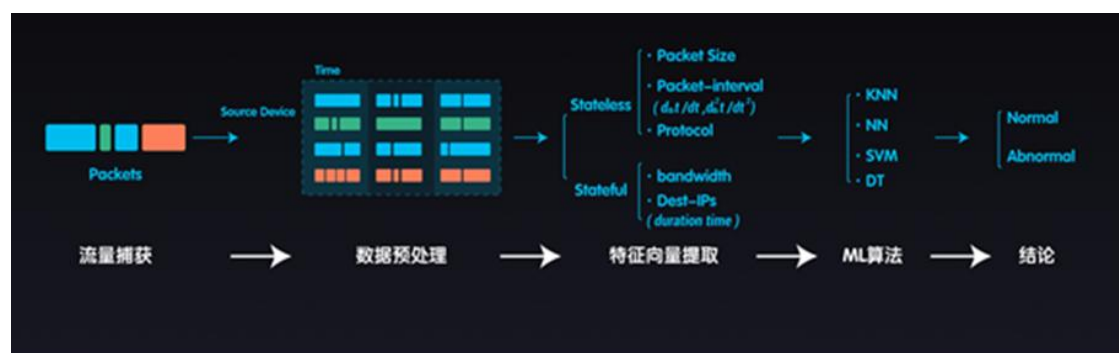 Packets
Source Device
Time
Stateless
· Packet Size
· Packet-interval
· Protocol
Stateful
· bandwidth
· Dest-IPs
( duration time )
· KNN
· NN
· SVM
· DT
Normal
Abnormal
流量捕获
数据预处理
特征向量提取
ML算法
结论